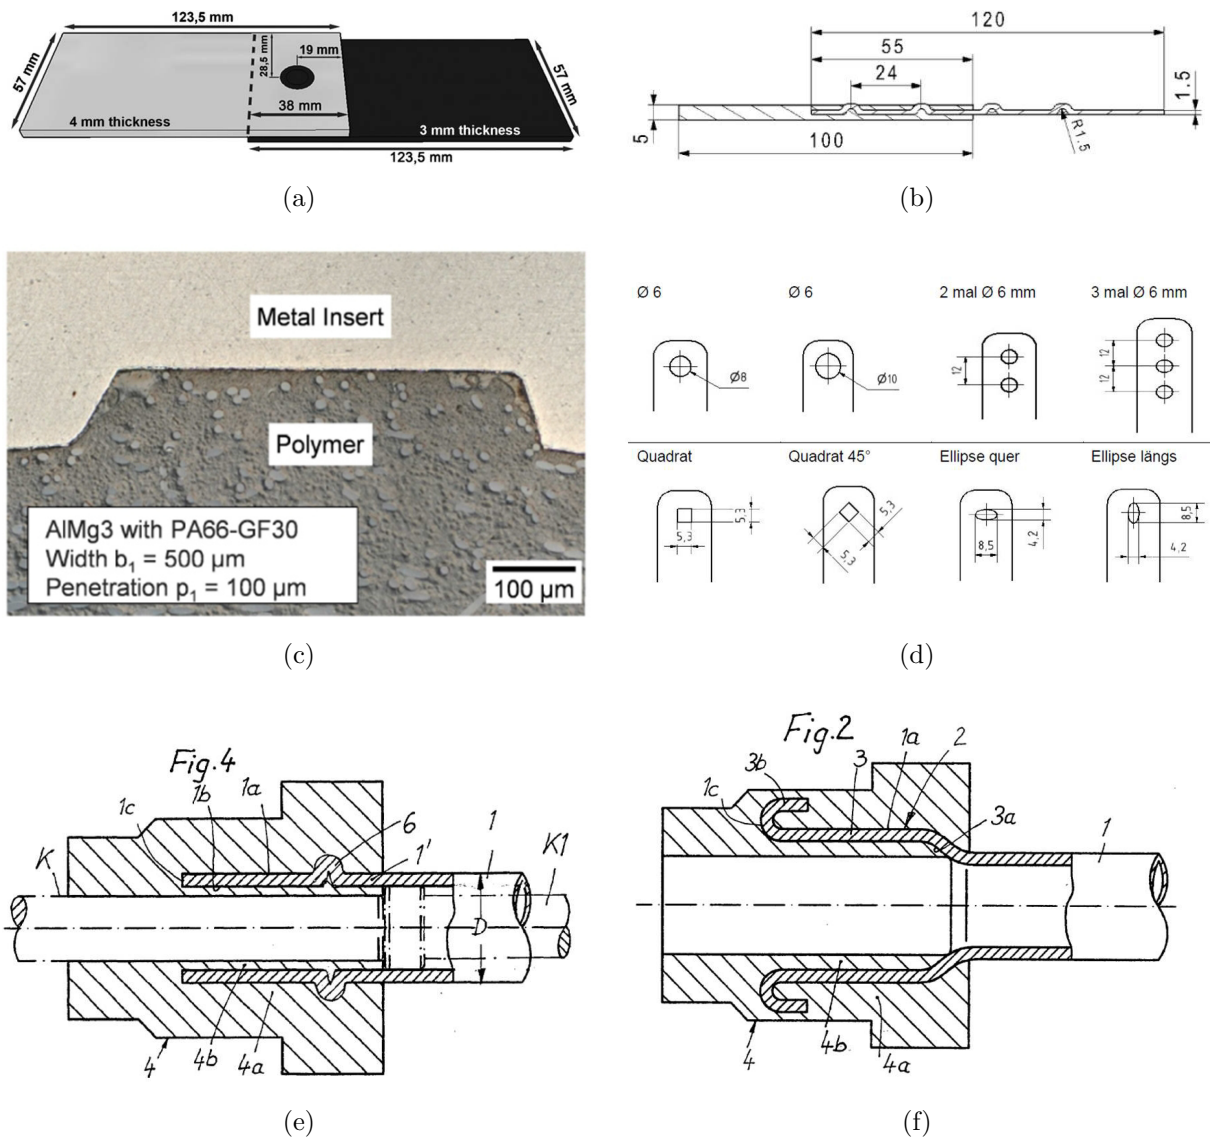 123,5 mm
57 mm
28,5 mm
19 mm
38 mm
57 mm
4 mm thickness
3 mm thickness
123,5 mm
(a)
120
55
24
1.5
5
R1.5
100
(b)
Metal Insert
Polymer
AlMg3 with PA66-GF30
Width b₁ = 500 µm
Penetration p₁ = 100 µm
100 µm
(c)
Ø 6
Ø 6
2 mal Ø 6 mm
3 mal Ø 6 mm
Ø8
Ø10
12
12
12
Quadrat
Quadrat 45°
Ellipse quer
Ellipse längs
5,3
5,3
5,3
5,3
8,5
4,2
8,5
4,2
(d)
Fig.4
1c
1b
1a
6
1'
1
K
K1
D
4
4b
4a
(e)
Fig.2
1c
3b
3
1a
2
3a
1
4
4b
4a
(f)